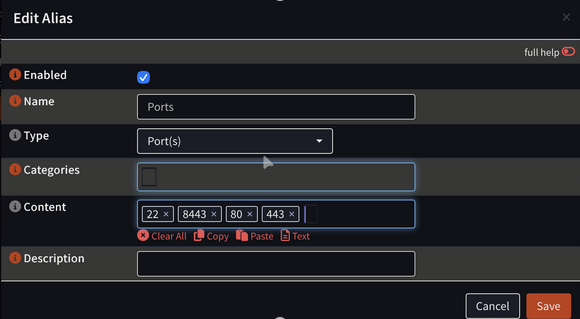 Edit Alias ×
full help
Enabled
Name Ports
Type Port(s)
Categories
Content 22 × 8443 × 80 × 443 ×
Clear All Copy Paste Text
Description
Cancel Save